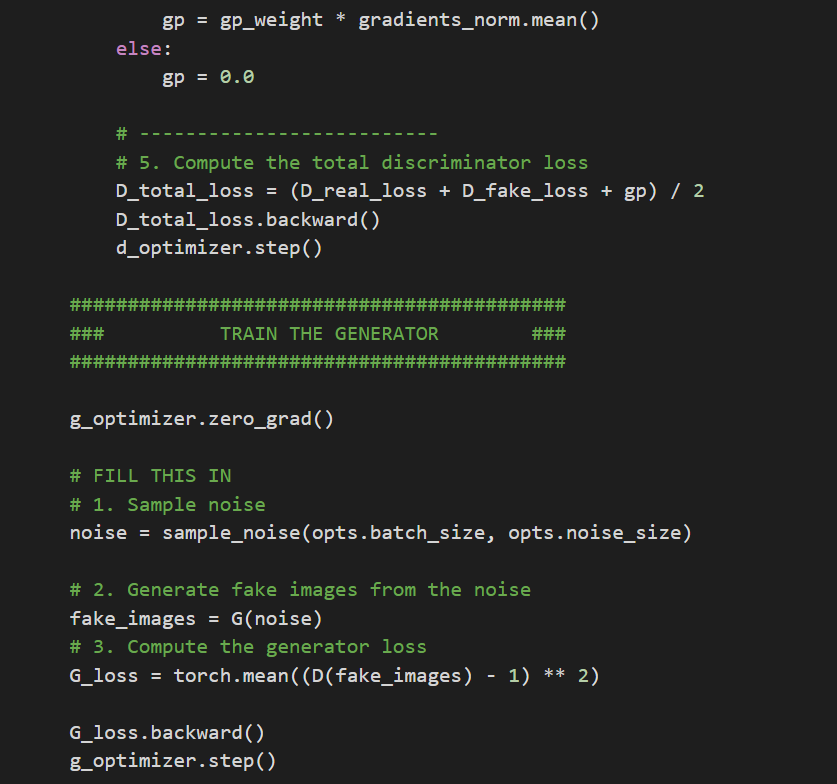 gp = gp_weight * gradients_norm.mean()
else:
gp = 0.0
# --------------------------
# 5. Compute the total discriminator loss
D_total_loss = (D_real_loss + D_fake_loss + gp) / 2
D_total_loss.backward()
d_optimizer.step()
###########################################
###          TRAIN THE GENERATOR        ###
###########################################
g_optimizer.zero_grad()
# FILL THIS IN
# 1. Sample noise
noise = sample_noise(opts.batch_size, opts.noise_size)
# 2. Generate fake images from the noise
fake_images = G(noise)
# 3. Compute the generator loss
G_loss = torch.mean((D(fake_images) - 1) ** 2)
G_loss.backward()
g_optimizer.step()